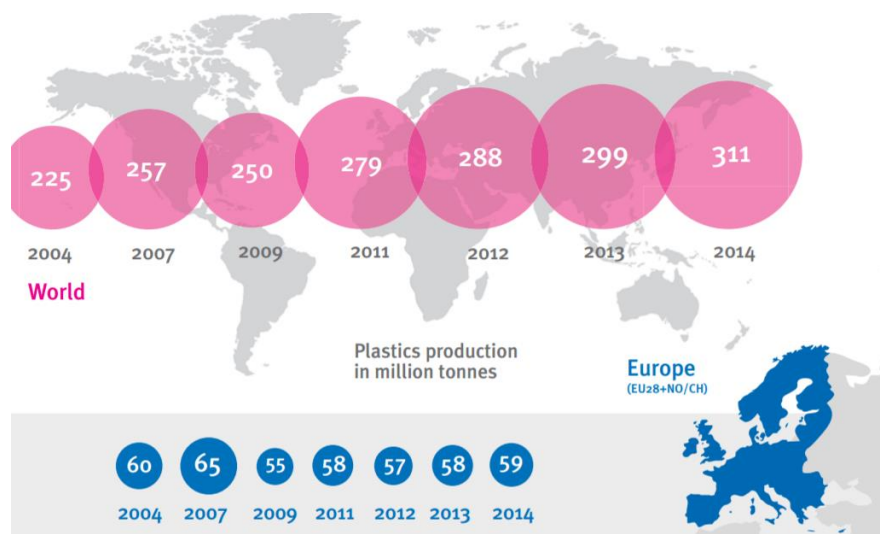 225 257 250 279 288 299 311
2004 2007 2009 2011 2012 2013 2014
World
Plastics production
in million tonnes
Europe
(EU28+NO/CH)
60 65 55 58 57 58 59
2004 2007 2009 2011 2012 2013 2014